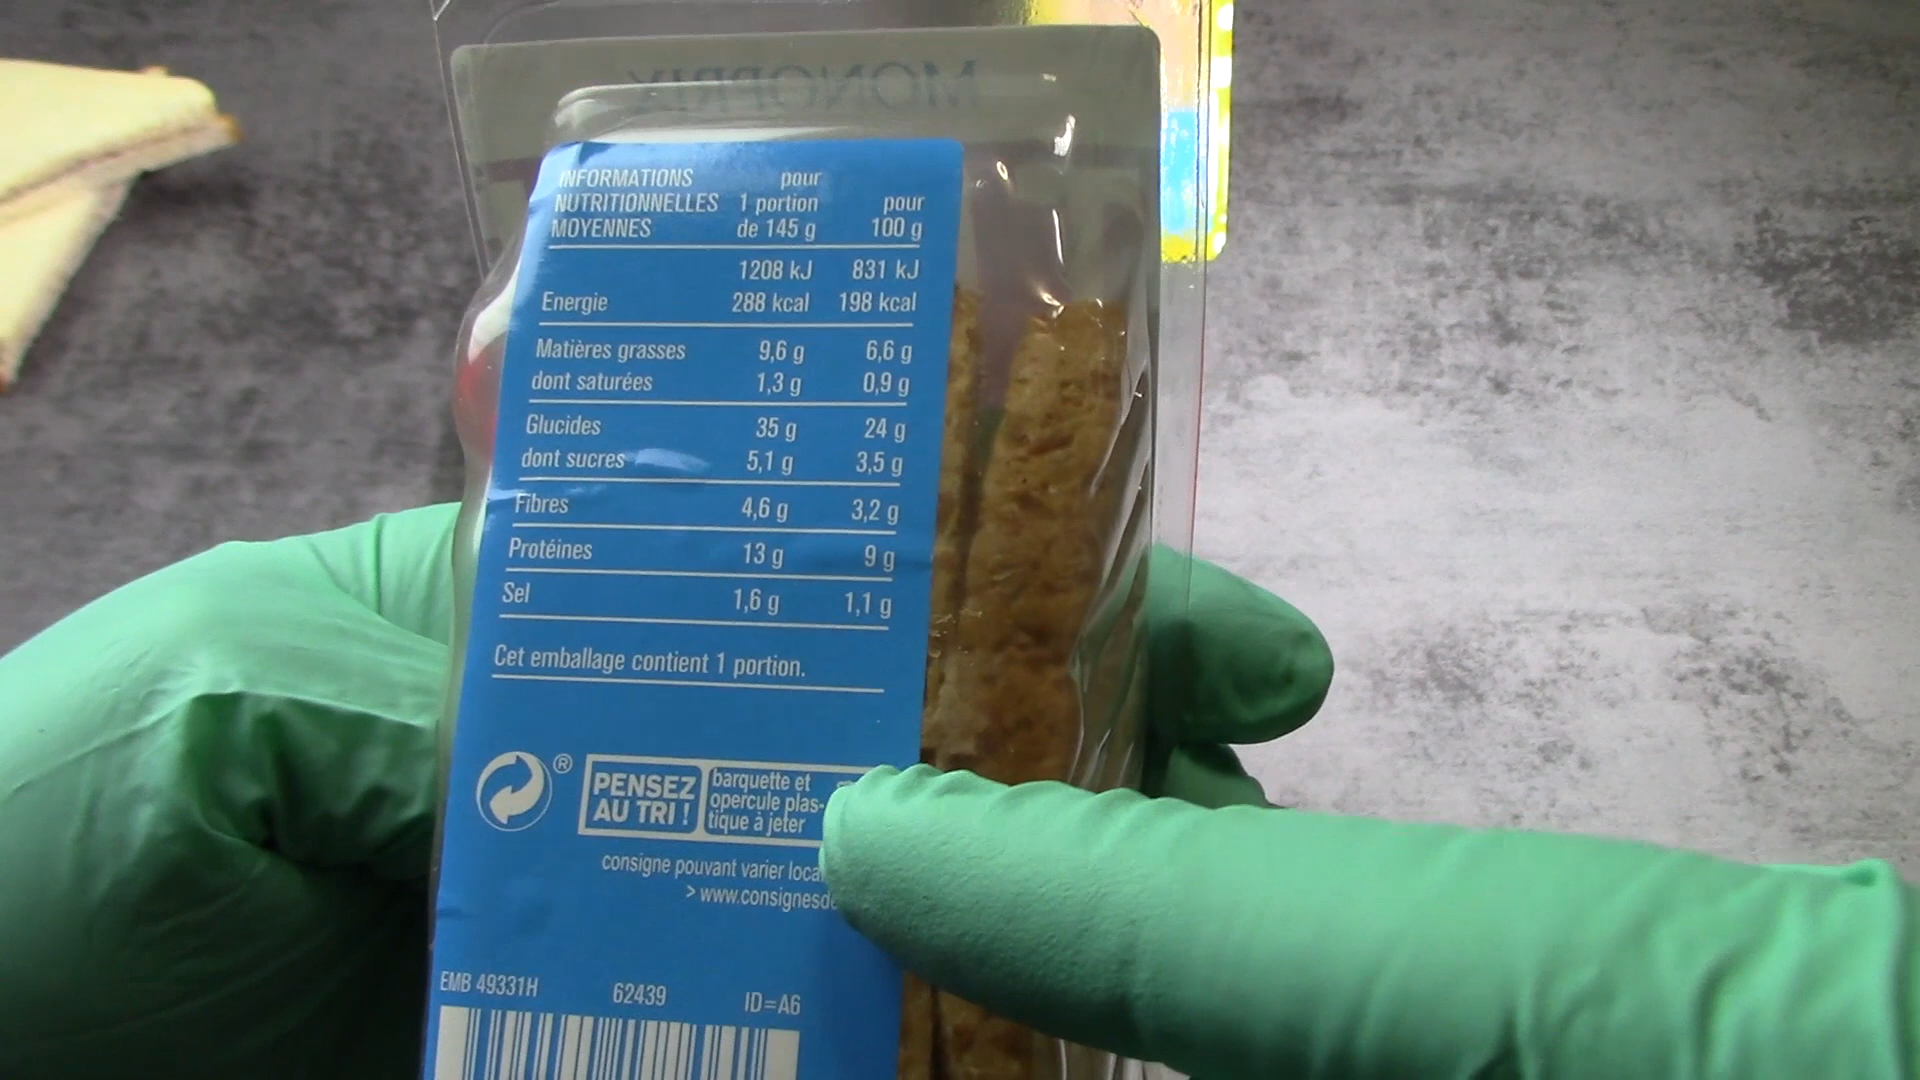 MONOPRIX
INFORMATIONS pour
NUTRITIONNELLES 1 portion pour
MOYENNES de 145 g 100 g
1208 kJ 831 kJ
Energie 288 kcal 198 kcal
Matières grasses 9,6 g 6,6 g
dont saturées 1,3 g 0,9 g
Glucides 35 g 24 g
dont sucres 5,1 g 3,5 g
Fibres 4,6 g 3,2 g
Protéines 13 g 9 g
Sel 1,6 g 1,1 g
Cet emballage contient 1 portion.
®
PENSEZ barquette et
AU TRI ! opercule plas-
tique à jeter
consigne pouvant varier
> www.consignesd
EMB 49331H 62439 ID=A6